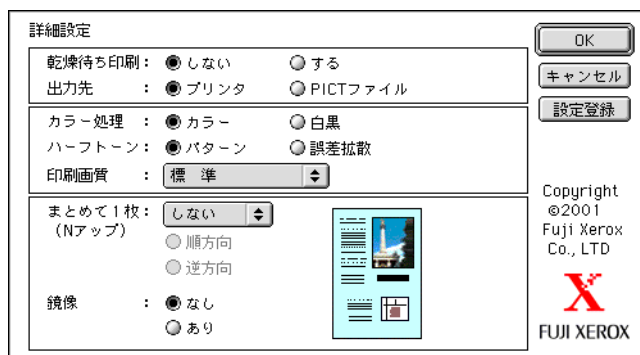 詳細設定
乾燥待ち印刷： しない する
出力先 ： プリンタ PICTファイル
カラー処理 ： カラー 白黒
ハーフトーン： パターン 誤差拡散
印刷画質 ： 標 準
まとめて１枚： しない
(Nアップ)
順方向
逆方向
鏡像 ： なし
あり
OK
キャンセル
設定登録
Copyright
©2001
Fuji Xerox
Co., LTD
FUJI XEROX